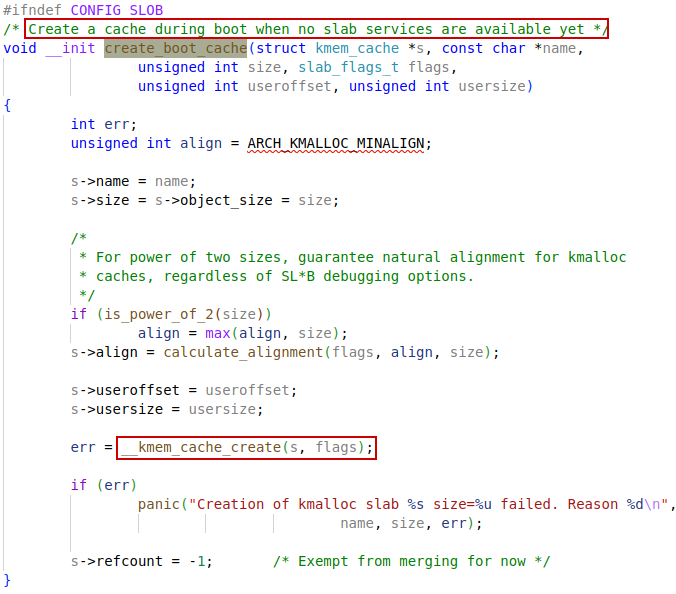 #ifndef CONFIG_SLOB
/* Create a cache during boot when no slab services are available yet */
void __init create_boot_cache(struct kmem_cache *s, const char *name,
		unsigned int size, slab_flags_t flags,
		unsigned int useroffset, unsigned int usersize)
{
	int err;
	unsigned int align = ARCH_KMALLOC_MINALIGN;

	s->name = name;
	s->size = s->object_size = size;

	/*
	 * For power of two sizes, guarantee natural alignment for kmalloc
	 * caches, regardless of SL*B debugging options.
	 */
	if (is_power_of_2(size))
		align = max(align, size);
	s->align = calculate_alignment(flags, align, size);

	s->useroffset = useroffset;
	s->usersize = usersize;

	err = __kmem_cache_create(s, flags);

	if (err)
		panic("Creation of kmalloc slab %s size=%u failed. Reason %d\n",
					name, size, err);

	s->refcount = -1;	/* Exempt from merging for now */
}